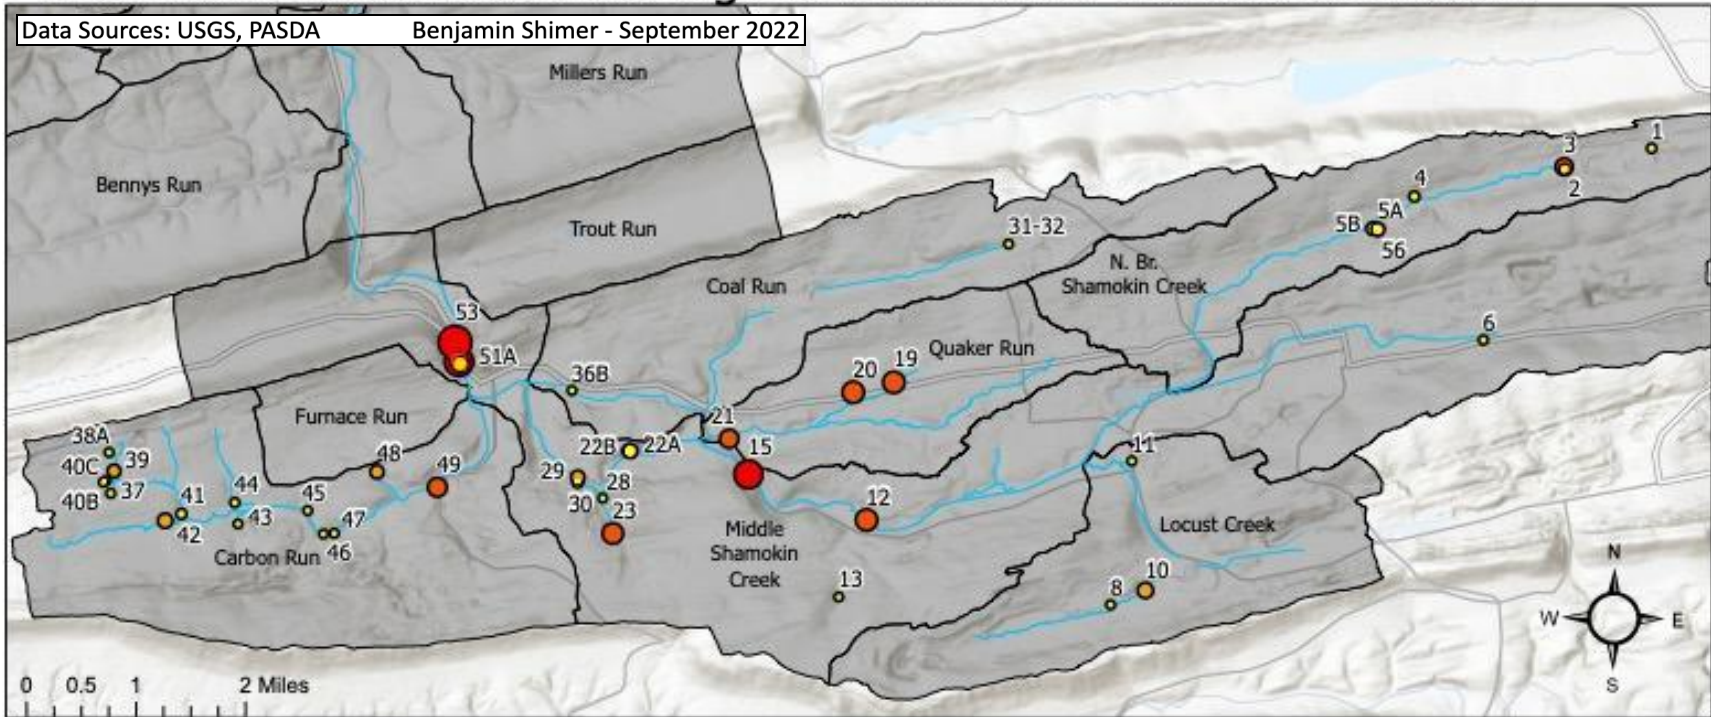 Data Sources: USGS, PASDA Benjamin Shimer - September 2022
Millers Run
Bennys Run
Trout Run
Coal Run
N. Br.
Shamokin Creek
Quaker Run
Furnace Run
Carbon Run
Middle
Shamokin
Creek
Locust Creek
1
3
2
4
5A
5B
56
6
31-32
53
51A
36B
19
20
21
15
22B
22A
29
28
30
23
12
13
11
10
8
38A
39
40C
37
40B
41
42
44
43
45
47
46
48
49
N
W
E
S
0 0.5 1 2 Miles